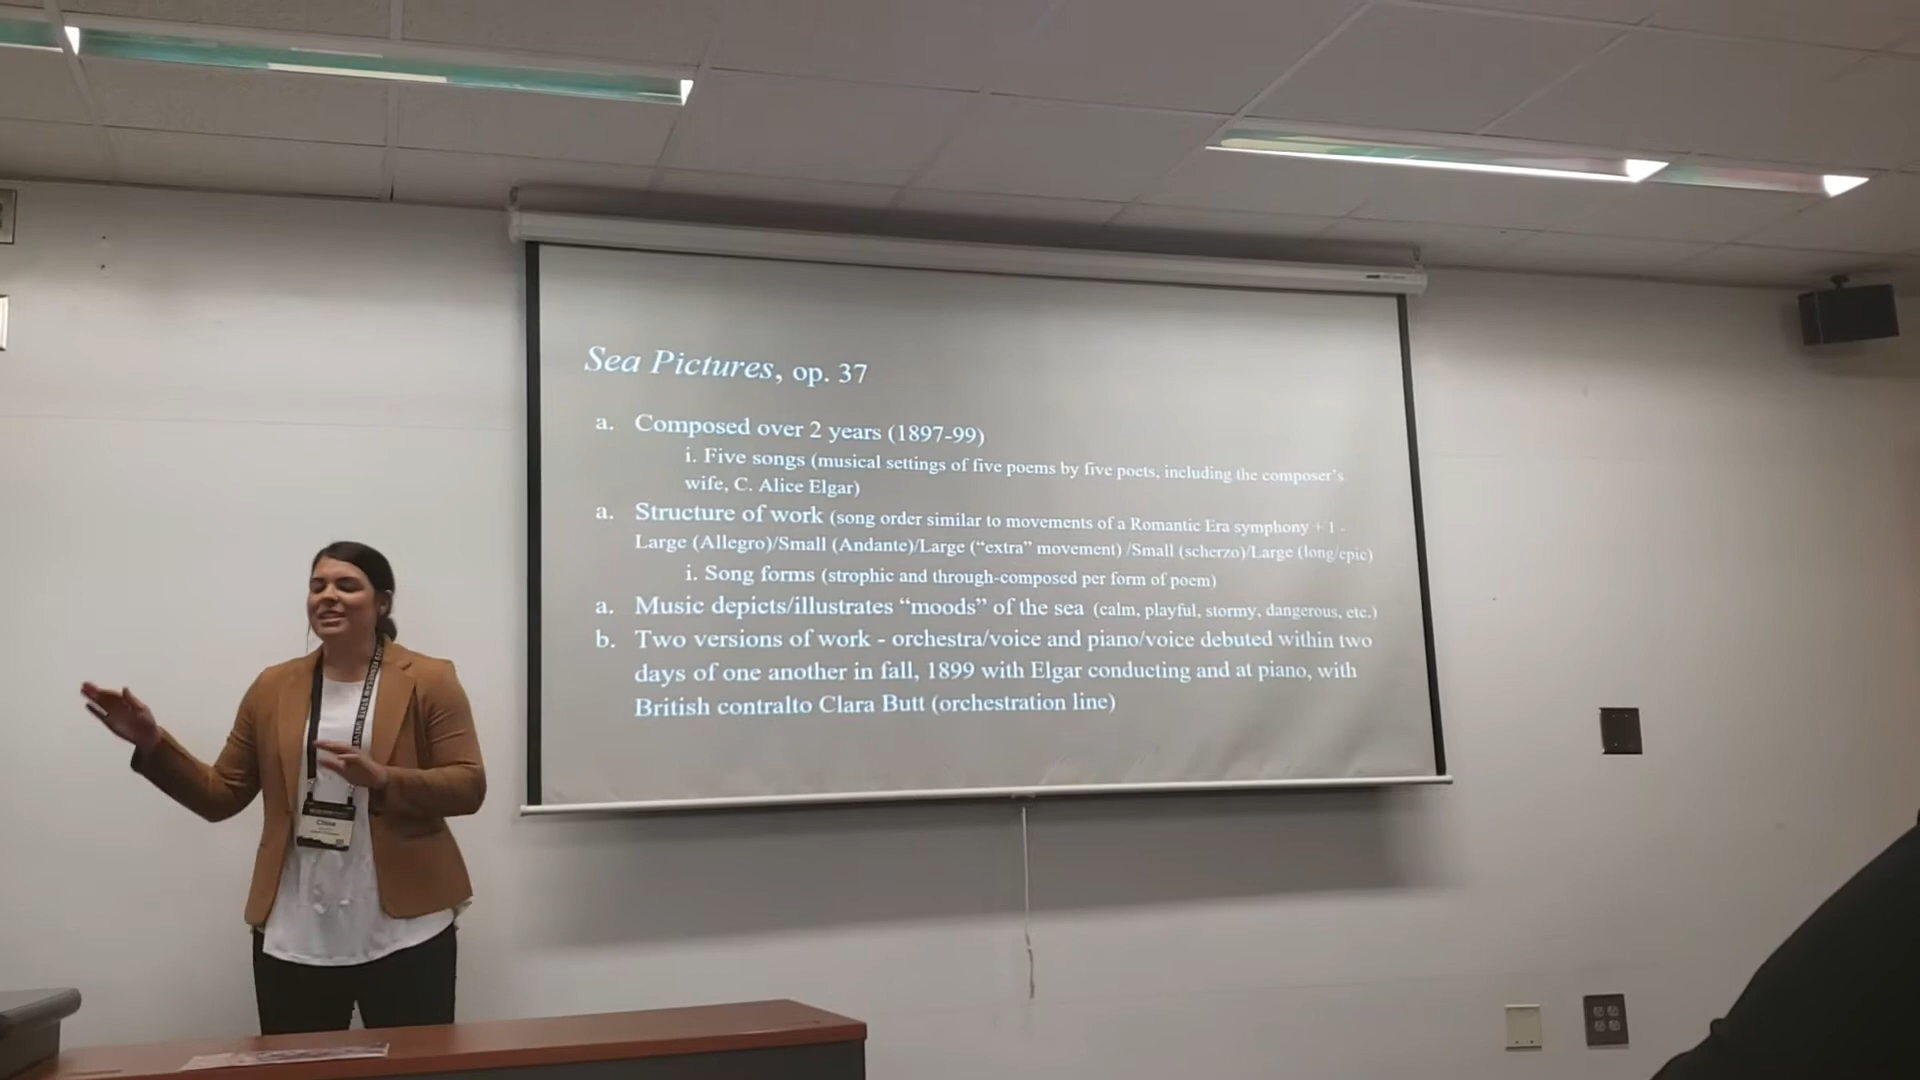 Sea Pictures, op. 37
a. Composed over 2 years (1897-99)
i. Five songs (musical settings of five poems by five poets, including the composer's
wife, C. Alice Elgar)
a. Structure of work (song order similar to movements of a Romantic Era symphony + 1 -
Large (Allegro)/Small (Andante)/Large ("extra" movement) /Small (scherzo)/Large (long/epic)
i. Song forms (strophic and through-composed per form of poem)
a. Music depicts/illustrates "moods" of the sea (calm, playful, stormy, dangerous, etc.)
b. Two versions of work - orchestra/voice and piano/voice debuted within two
days of one another in fall, 1899 with Elgar conducting and at piano, with
British contralto Clara Butt (orchestration line)
KENNESAW STATE UNIVE
Chloe